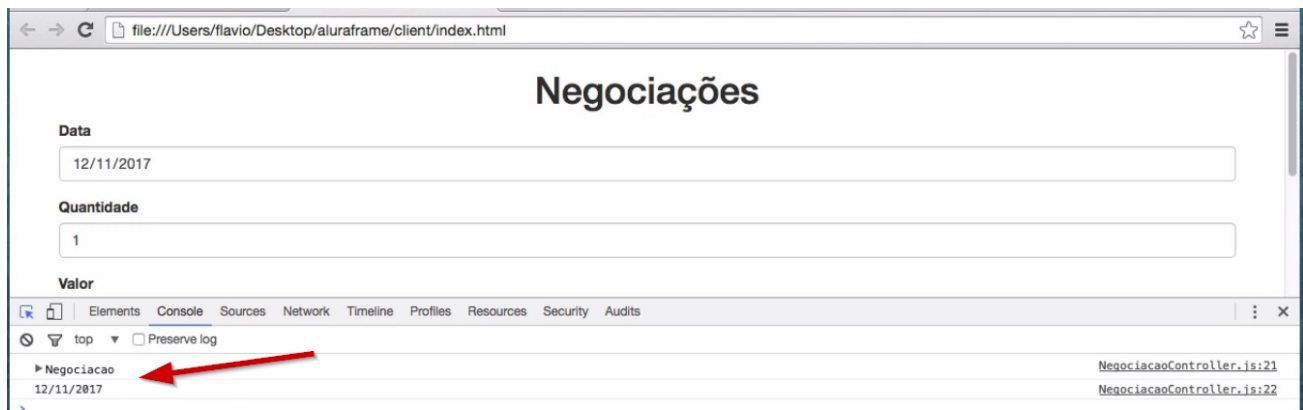 file:///Users/flavio/Desktop/aluraframe/client/index.html
Negociações
Data
12/11/2017
Quantidade
1
Valor
Elements Console Sources Network Timeline Profiles Resources Security Audits
top Preserve log
Negociacao NegociacaoController.js:21
12/11/2017 NegociacaoController.js:22